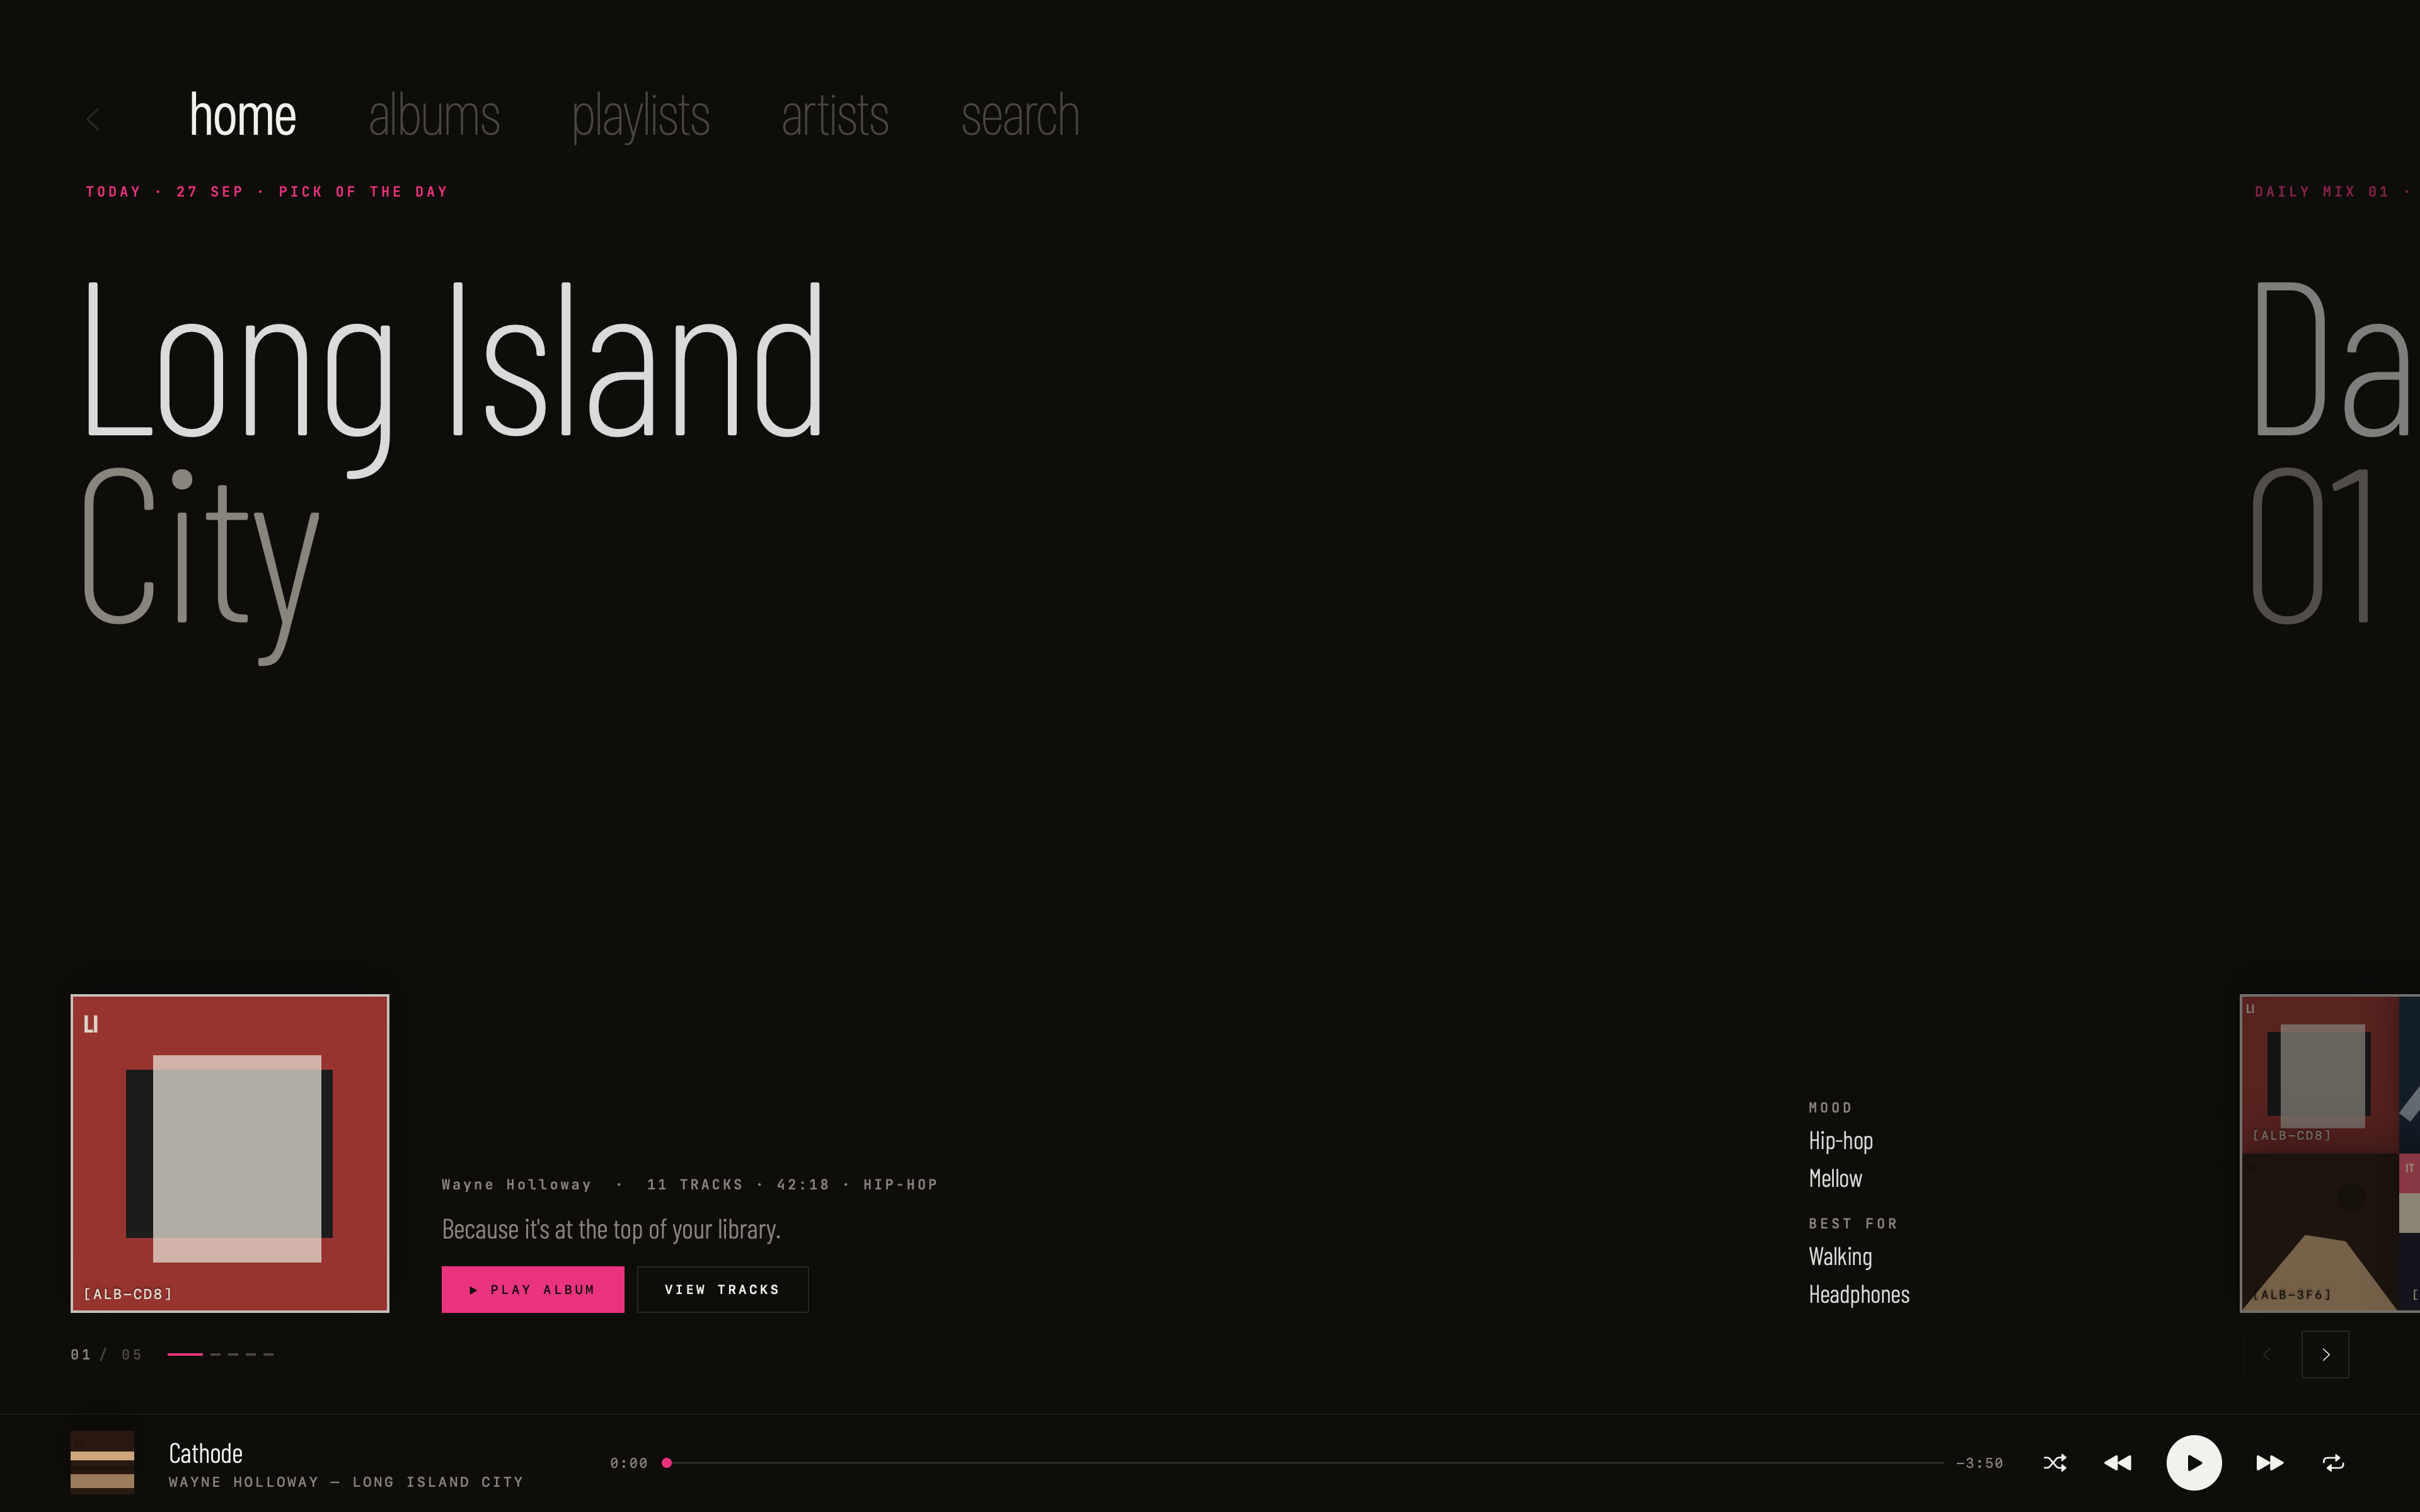 home albums playlists artists search
TODAY · 27 SEP · PICK OF THE DAY
DAILY MIX 01 ·
Long Island
City
Da
01
LI
[ALB—CD8]
Wayne Holloway · 11 TRACKS · 42:18 · HIP-HOP
Because it's at the top of your library.
▶ PLAY ALBUM
VIEW TRACKS
MOOD
Hip-hop
Mellow
BEST FOR
Walking
Headphones
LI
[ALB—CD8]
IT
[ALB—3F6]
[
01 / 05
Cathode
WAYNE HOLLOWAY — LONG ISLAND CITY
0:00
—3:50